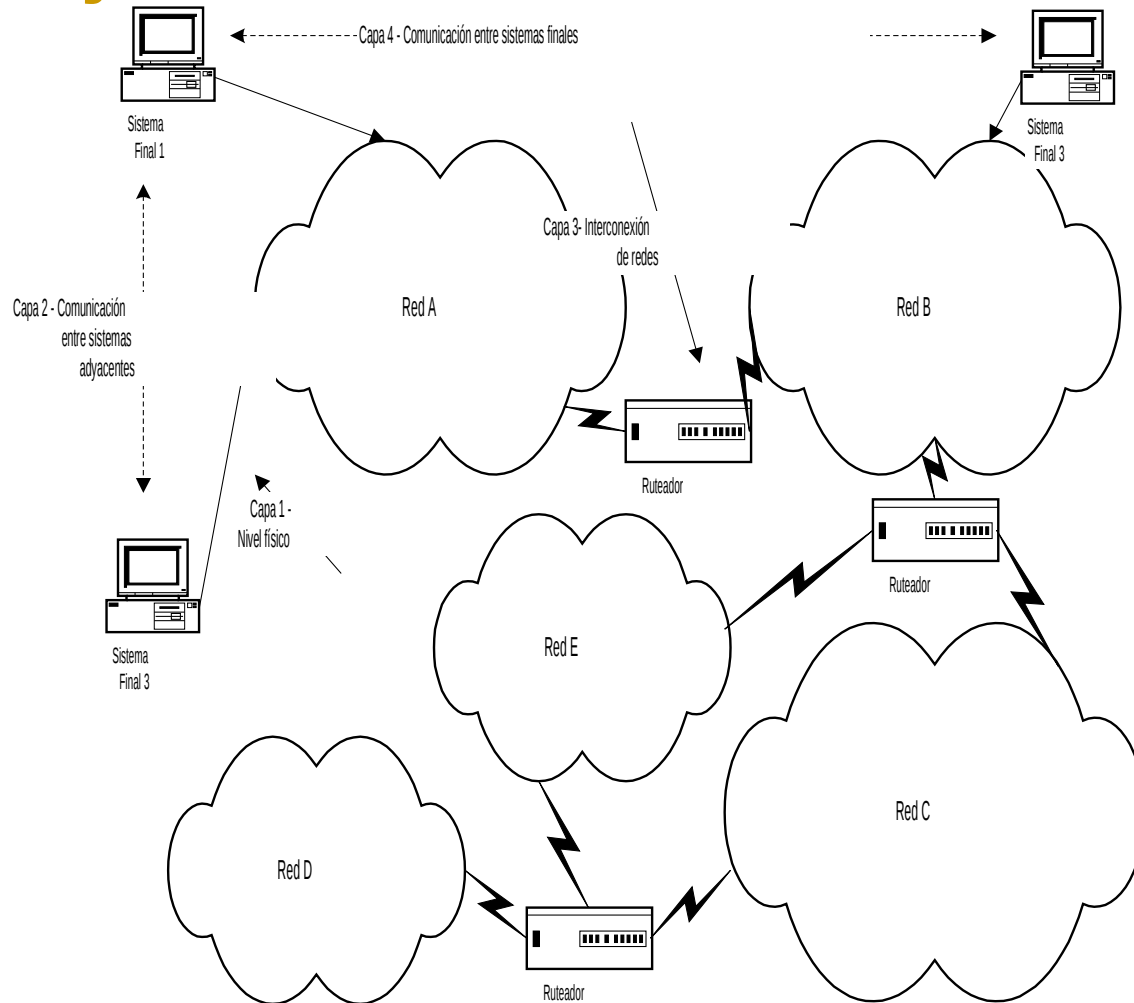 Capa 4 - Comunicación entre sistemas finales
Sistema
Final 1
Sistema
Final 3
Capa 3- Interconexión
de redes
Capa 2 - Comunicación
entre sistemas
adyacentes
Red A
Red B
Ruteador
Capa 1 -
Nivel físico
Ruteador
Sistema
Final 3
Red E
Red C
Red D
Ruteador